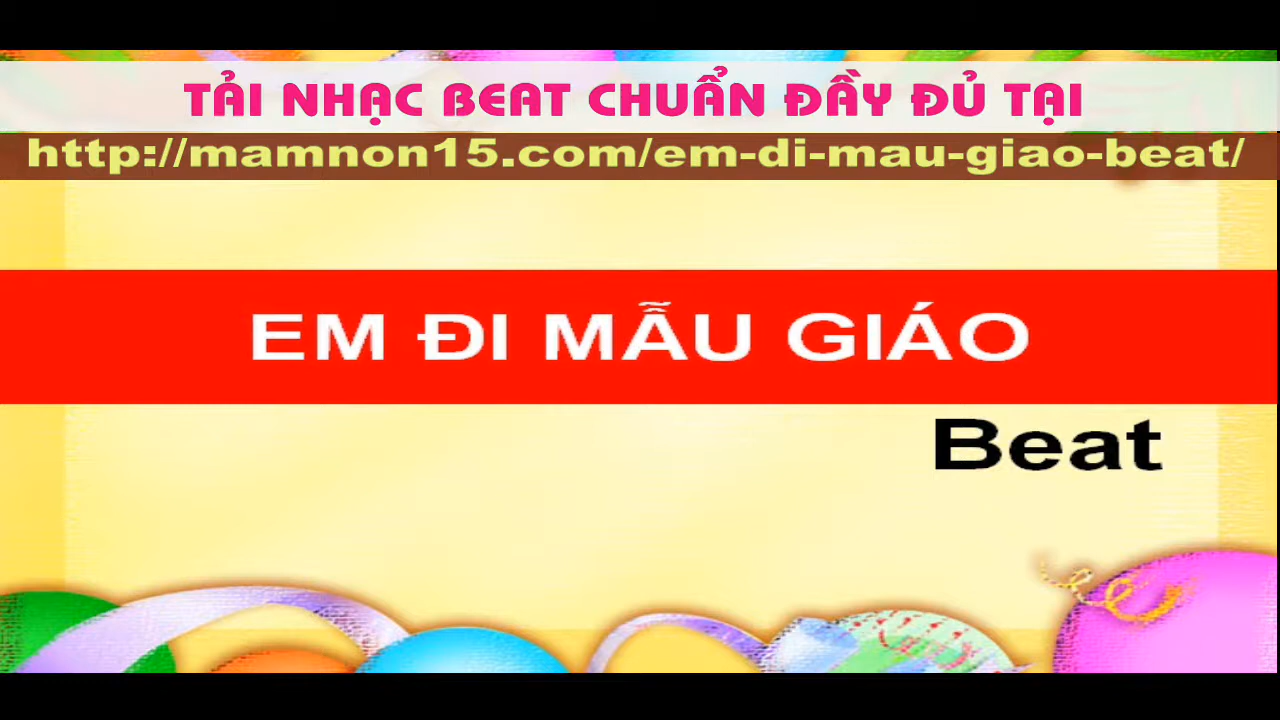 TẢI NHẠC BEAT CHUẨN ĐẦY ĐỦ TẠI
http://mamnon15.com/em-di-mau-giao-beat/
EM ĐI MẪU GIÁO
Beat